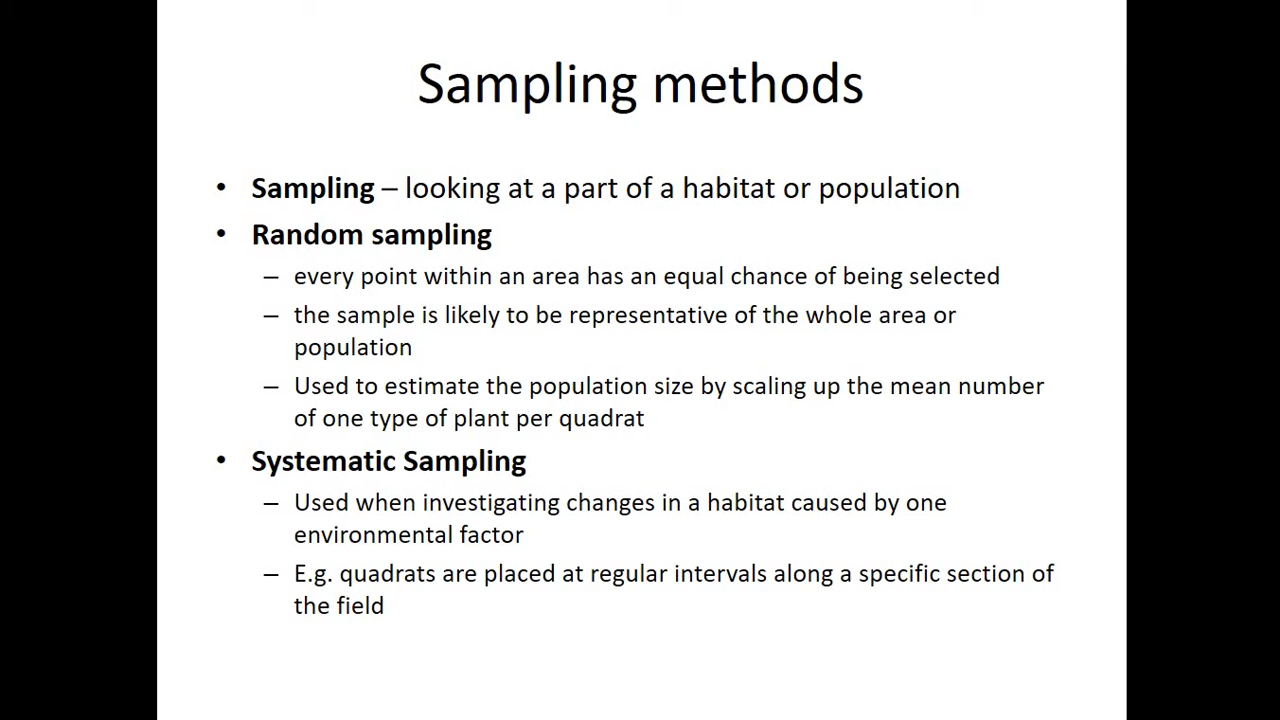 Sampling methods
• Sampling – looking at a part of a habitat or population
• Random sampling
– every point within an area has an equal chance of being selected
– the sample is likely to be representative of the whole area or
population
– Used to estimate the population size by scaling up the mean number
of one type of plant per quadrat
• Systematic Sampling
– Used when investigating changes in a habitat caused by one
environmental factor
– E.g. quadrats are placed at regular intervals along a specific section of
the field